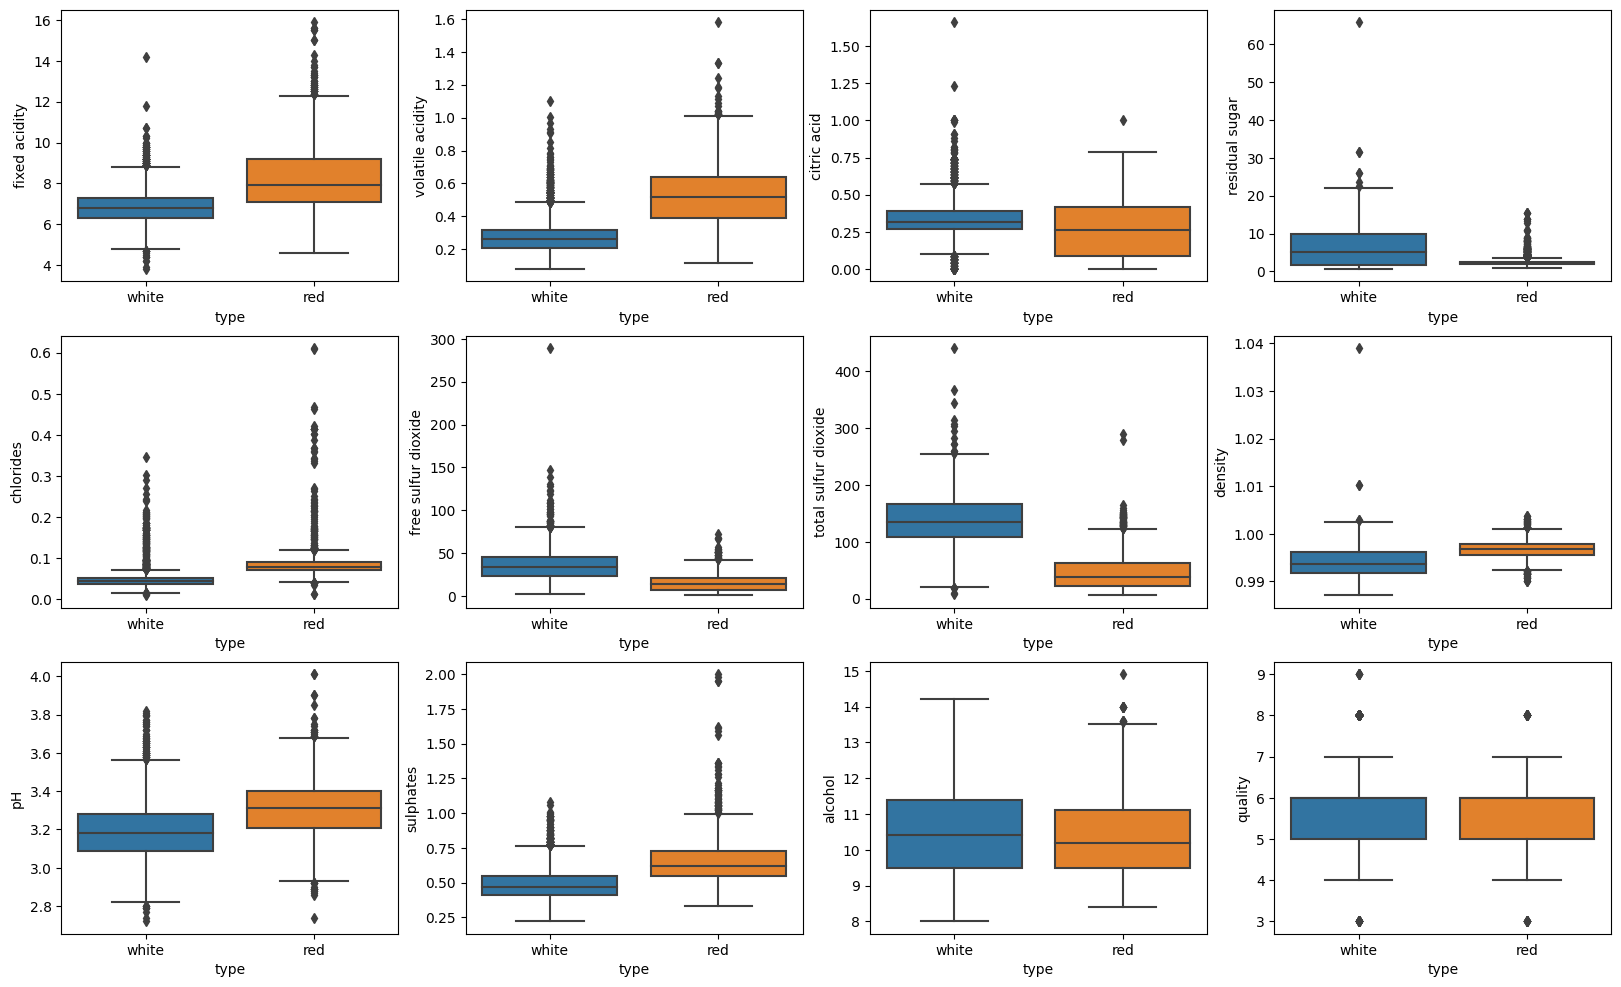 fixed acidity
16
14
12
10
8
6
4
white red
type
volatile acidity
1.6
1.4
1.2
1.0
0.8
0.6
0.4
0.2
white red
type
citric acid
1.50
1.25
1.00
0.75
0.50
0.25
0.00
white red
type
residual sugar
60
50
40
30
20
10
0
white red
type
chlorides
0.6
0.5
0.4
0.3
0.2
0.1
0.0
white red
type
free sulfur dioxide
300
250
200
150
100
50
0
white red
type
total sulfur dioxide
400
300
200
100
0
white red
type
density
1.04
1.03
1.02
1.01
1.00
0.99
white red
type
pH
4.0
3.8
3.6
3.4
3.2
3.0
2.8
white red
type
sulphates
2.00
1.75
1.50
1.25
1.00
0.75
0.50
0.25
white red
type
alcohol
15
14
13
12
11
10
9
8
white red
type
quality
9
8
7
6
5
4
3
white red
type